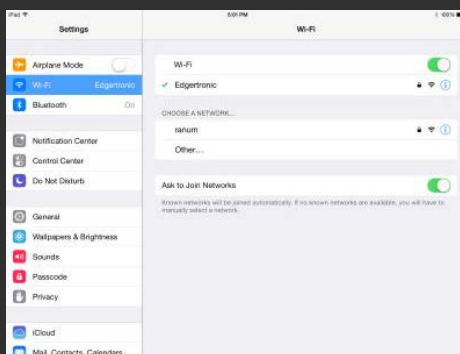 iPad
5:01 PM
Settings
Wi-Fi
Airplane Mode
Wi-Fi Edgertronic
Bluetooth On
Notification Center
Control Center
Do Not Disturb
General
Wallpapers & Brightness
Sounds
Passcode
Privacy
iCloud
Mail, Contacts, Calendars
Wi-Fi
Edgertronic
CHOOSE A NETWORK...
ranum
Other...
Ask to Join Networks
Known networks will be joined automatically. If no known networks are available, you will have to
manually select a network.